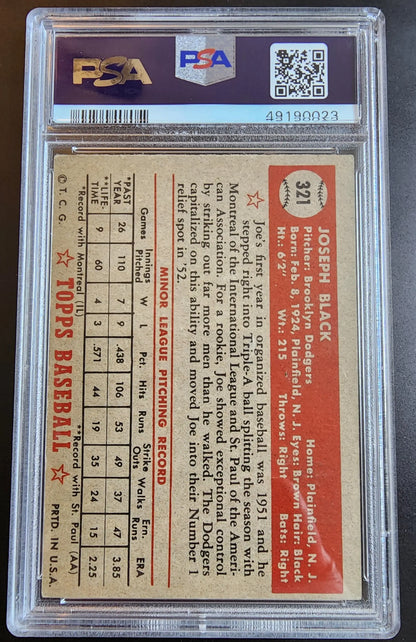 PSA
PSA
49190023
321
JOSEPH BLACK
Pitcher: Brooklyn Dodgers Home: Plainfield, N. J.
Born: Feb. 8, 1924, Plainfield, N. J. Eyes: Brown Hair: Black
Ht.: 6'2" Wt.: 215 Throws: Right Bats: Right
Joe's first year in organized baseball was 1951 and he
stepped right into Triple-A ball splitting the season with
Montreal of the International League and St. Paul of the Ameri-
can Association. For a rookie, Joe showed exceptional control
by striking out far more men than he walked. The Dodgers
capitalized on this ability and moved Joe into their Number 1
relief spot in '52.
MINOR LEAGUE PITCHING RECORD
Games Innings Pitched W L Pct. Hits Runs Strike Outs Walks Ern. Runs ERA
*PAST YEAR 26 110 7 9 .438 106 53 49 37 47 3.85
**LIFE- TIME 9 60 4 3 .571 44 19 35 24 15 2.25
*Record with Montreal (IL) **Record with St. Paul (AA)
© T. C. G. TOPPS BASEBALL PRTD. IN U.S.A.